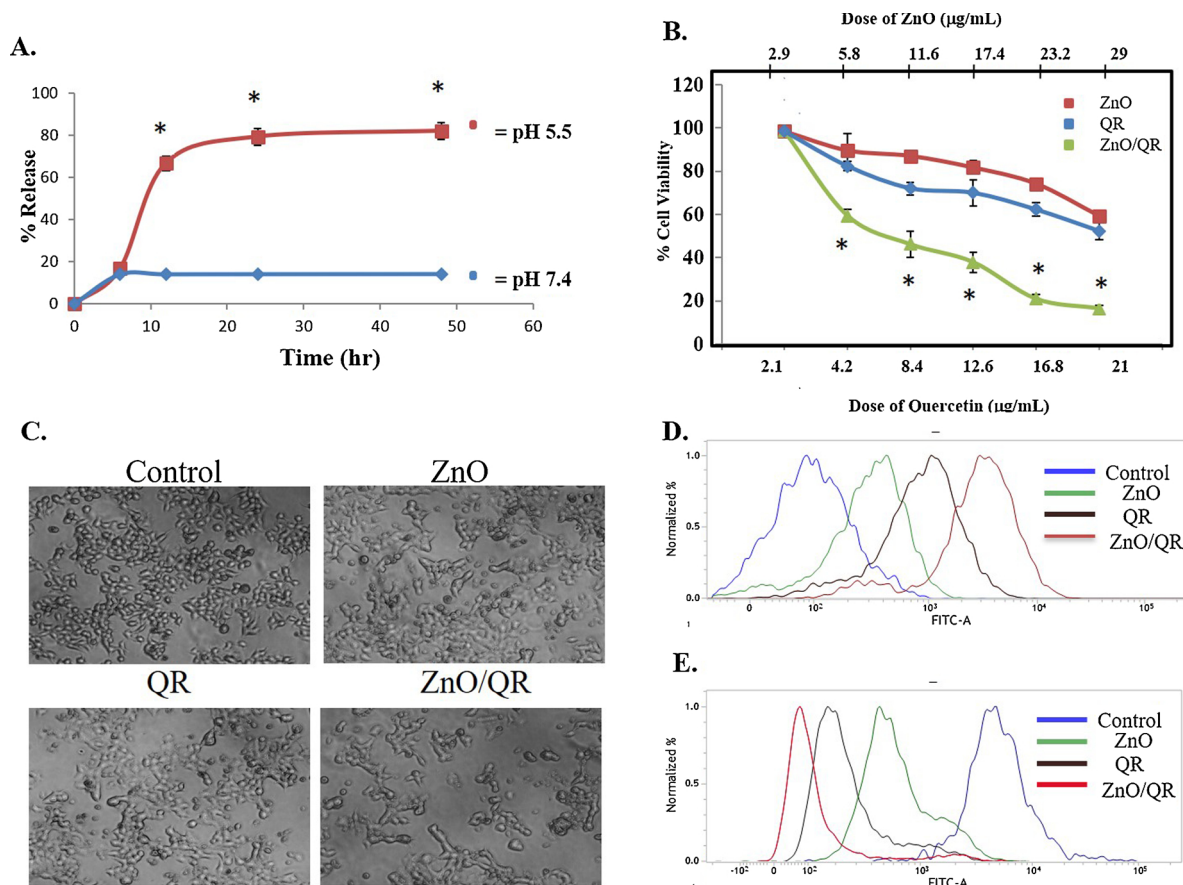 A.
100
80
60
40
20
0
0 10 20 30 40 50 60
% Release
Time (hr)
* * *
= pH 5.5
= pH 7.4
B.
Dose of ZnO (µg/mL)
2.9 5.8 11.6 17.4 23.2 29
120
100
80
60
40
20
0
% Cell Viability
ZnO
QR
ZnO/QR
* * * * *
2.1 4.2 8.4 12.6 16.8 21
Dose of Quercetin (µg/mL)
C.
Control
ZnO
QR
ZnO/QR
D.
1.0
0.5
0.0
Normalized %
0 10² 10³ 10⁴ 10⁵
FITC-A
1
Control
ZnO
QR
ZnO/QR
E.
1.0
0.5
0.0
Normalized %
-10² 0 10² 10³ 10⁴ 10⁵
FITC-A
Control
ZnO
QR
ZnO/QR